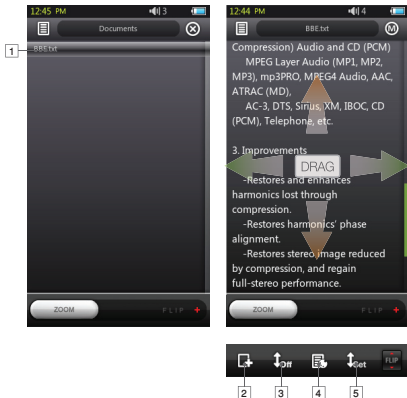 12:45 PM 3
Documents
1 BBE.txt
ZOOM FLIP +
12:44 PM 4
BBE.txt M
Compression) Audio and CD (PCM)
MPEG Layer Audio (MP1, MP2,
MP3), mp3PRO, MPEG4 Audio, AAC,
ATRAC (MD),
AC-3, DTS, Sirius, XM, IBOC, CD
(PCM), Telephone, etc.
3. Improvements
DRAG
-Restores and enhances
harmonics lost through
compression.
-Restores harmonics' phase
alignment.
-Restores stereo image reduced
by compression, and regain
full-stereo performance.
ZOOM FLIP +
Off Get FLIP
2 3 4 5